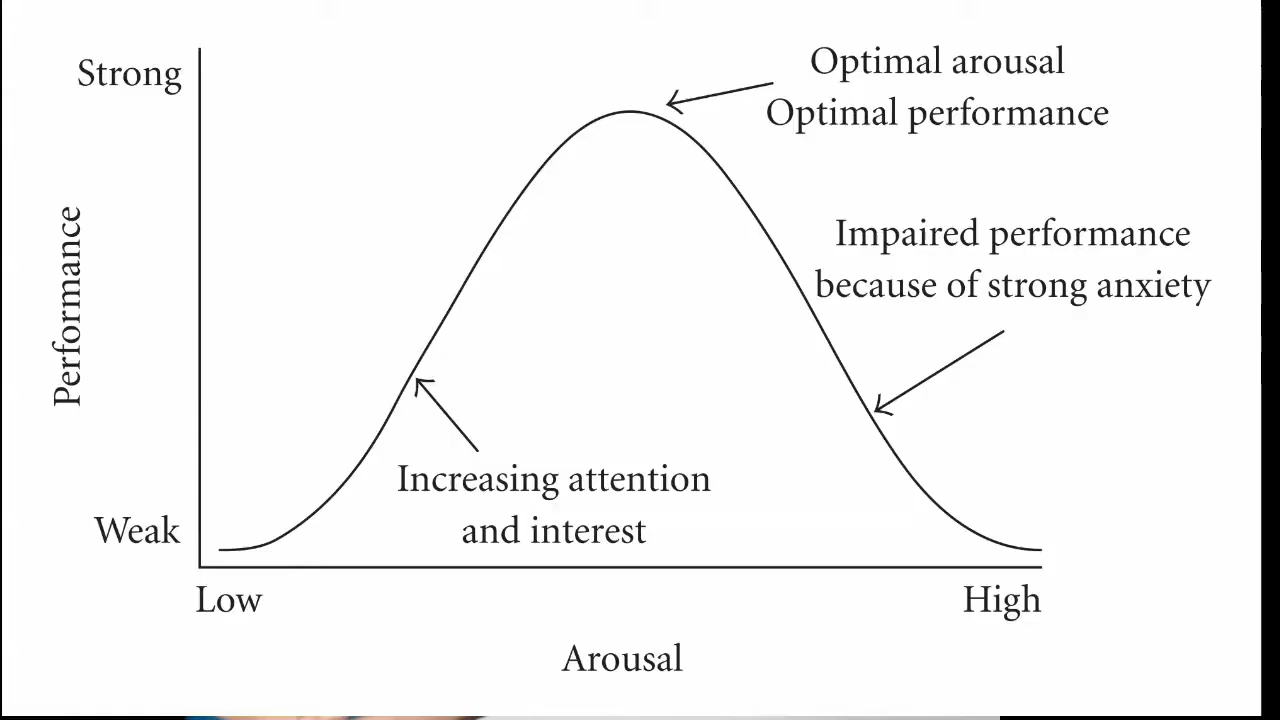 Strong
Optimal arousal
Optimal performance
Impaired performance
because of strong anxiety
Performance
Increasing attention
and interest
Weak
Low
High
Arousal